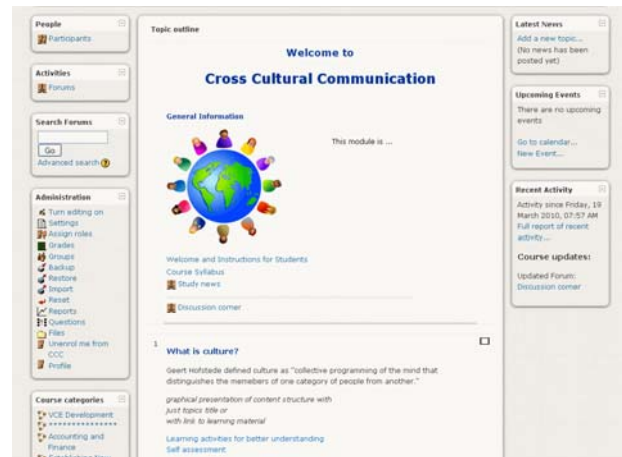 People
Participants
Activities
Forums
Search Forums
Go
Advanced search
Administration
Turn editing on
Settings
Assign roles
Grades
Groups
Backup
Restore
Import
Reset
Reports
Questions
Files
Unenrol me from
CCC
Profile
Course categories
VCE Development
***************
Accounting and
Finance
Topic outline
Welcome to
Cross Cultural Communication
General Information
This module is ...
Welcome and Instructions for Students
Course Syllabus
Study news
Discussion corner
1
What is culture?
Geert Hofstede defined culture as "collective programming of the mind that
distinguishes the memebers of one category of people from another."
graphical presentation of content structure with
just topics title or
with link to learning material
Learning activities for better understanding
Self assessment
Latest News
Add a new topic...
(No news has been
posted yet)
Upcoming Events
There are no upcoming
events
Go to calendar...
New Event...
Recent Activity
Activity since Friday, 19
March 2010, 07:57 AM
Full report of recent
activity...
Course updates:
Updated Forum:
Discussion corner